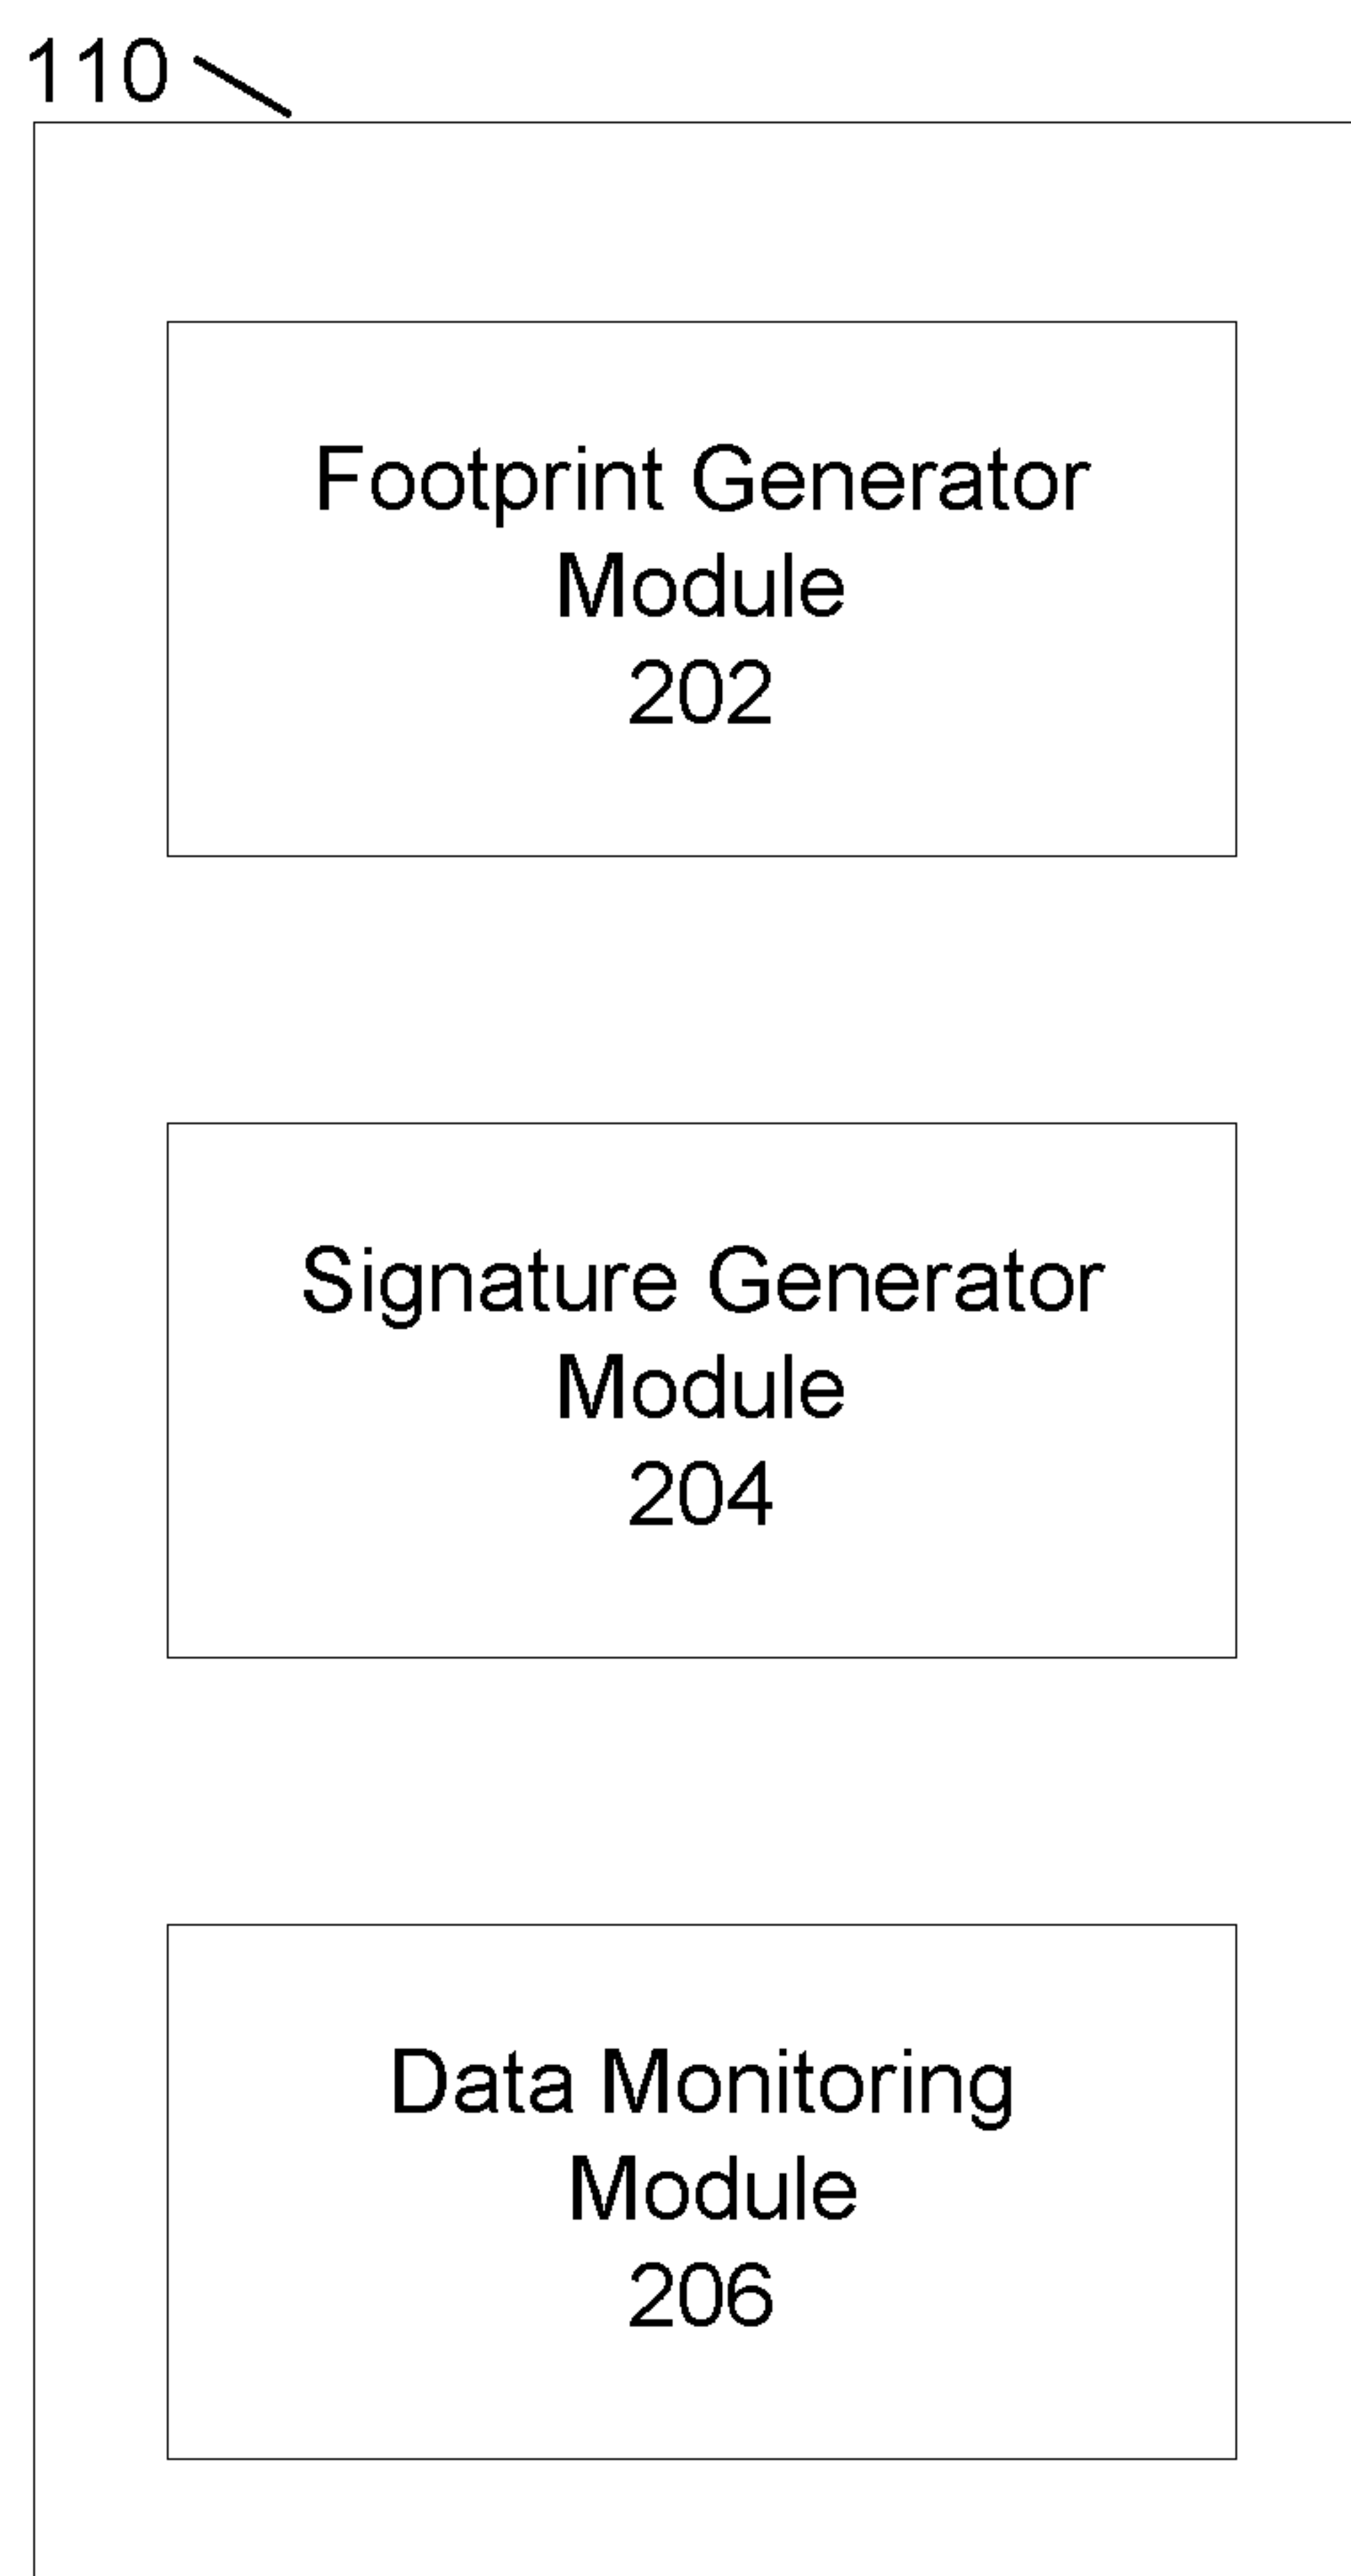 110
Footprint Generator
Module
202
Signature Generator
Module
204
Data Monitoring
Module
206